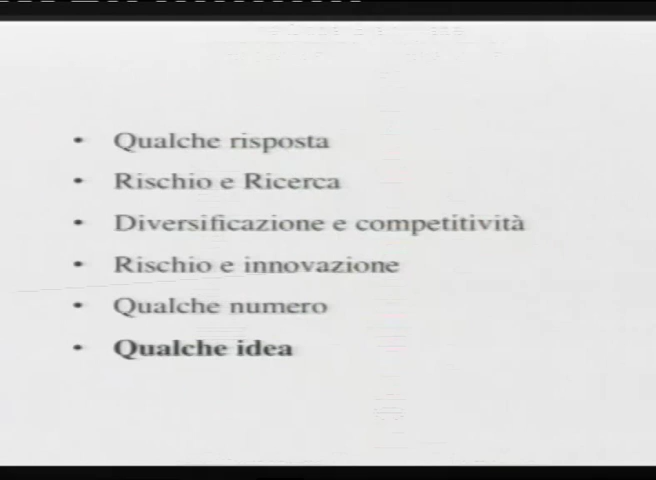 • Qualche risposta
• Rischio e Ricerca
• Diversificazione e competitività
• Rischio e innovazione
• Qualche numero
• Qualche idea